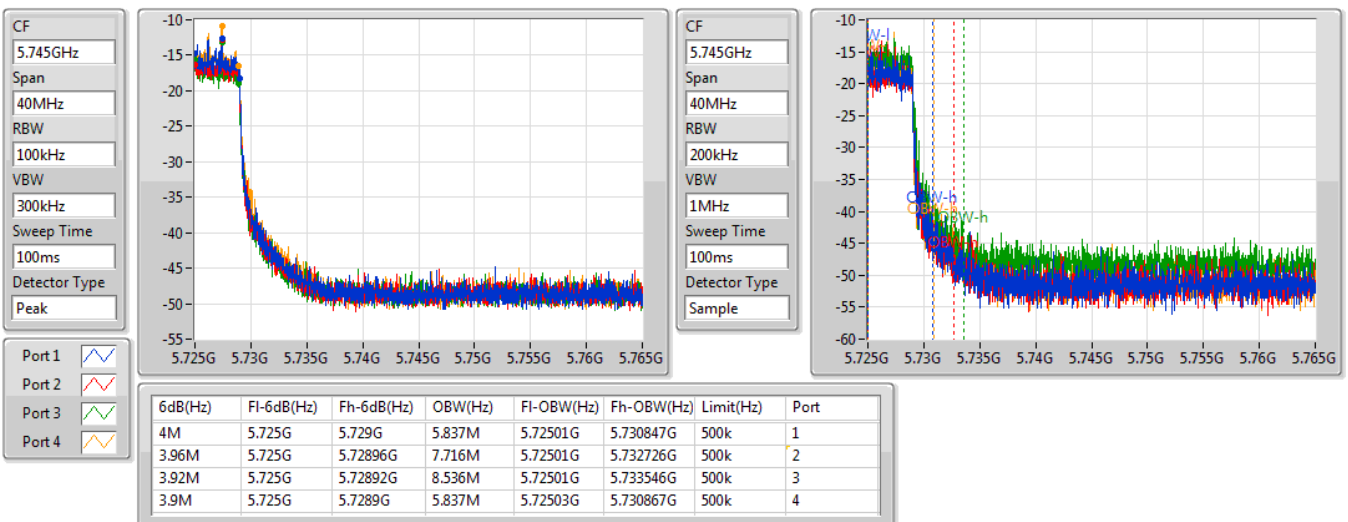 CF
5.745GHz
Span
40MHz
RBW
100kHz
VBW
300kHz
Sweep Time
100ms
Detector Type
Peak
Port 1
Port 2
Port 3
Port 4
-10
-15
-20
-25
-30
-35
-40
-45
-50
-55
5.725G 5.73G 5.735G 5.74G 5.745G 5.75G 5.755G 5.76G 5.765G
CF
5.745GHz
Span
40MHz
RBW
200kHz
VBW
1MHz
Sweep Time
100ms
Detector Type
Sample
-10
-15
-20
-25
-30
-35
-40
-45
-50
-55
-60
W-l
OBW-h
OBW-h
OBW-h
OBW-h
5.725G 5.73G 5.735G 5.74G 5.745G 5.75G 5.755G 5.76G 5.765G
6dB(Hz) Fl-6dB(Hz) Fh-6dB(Hz) OBW(Hz) Fl-OBW(Hz) Fh-OBW(Hz) Limit(Hz) Port
4M 5.725G 5.729G 5.837M 5.72501G 5.730847G 500k 1
3.96M 5.725G 5.72896G 7.716M 5.72501G 5.732726G 500k 2
3.92M 5.725G 5.72892G 8.536M 5.72501G 5.733546G 500k 3
3.9M 5.725G 5.7289G 5.837M 5.72503G 5.730867G 500k 4